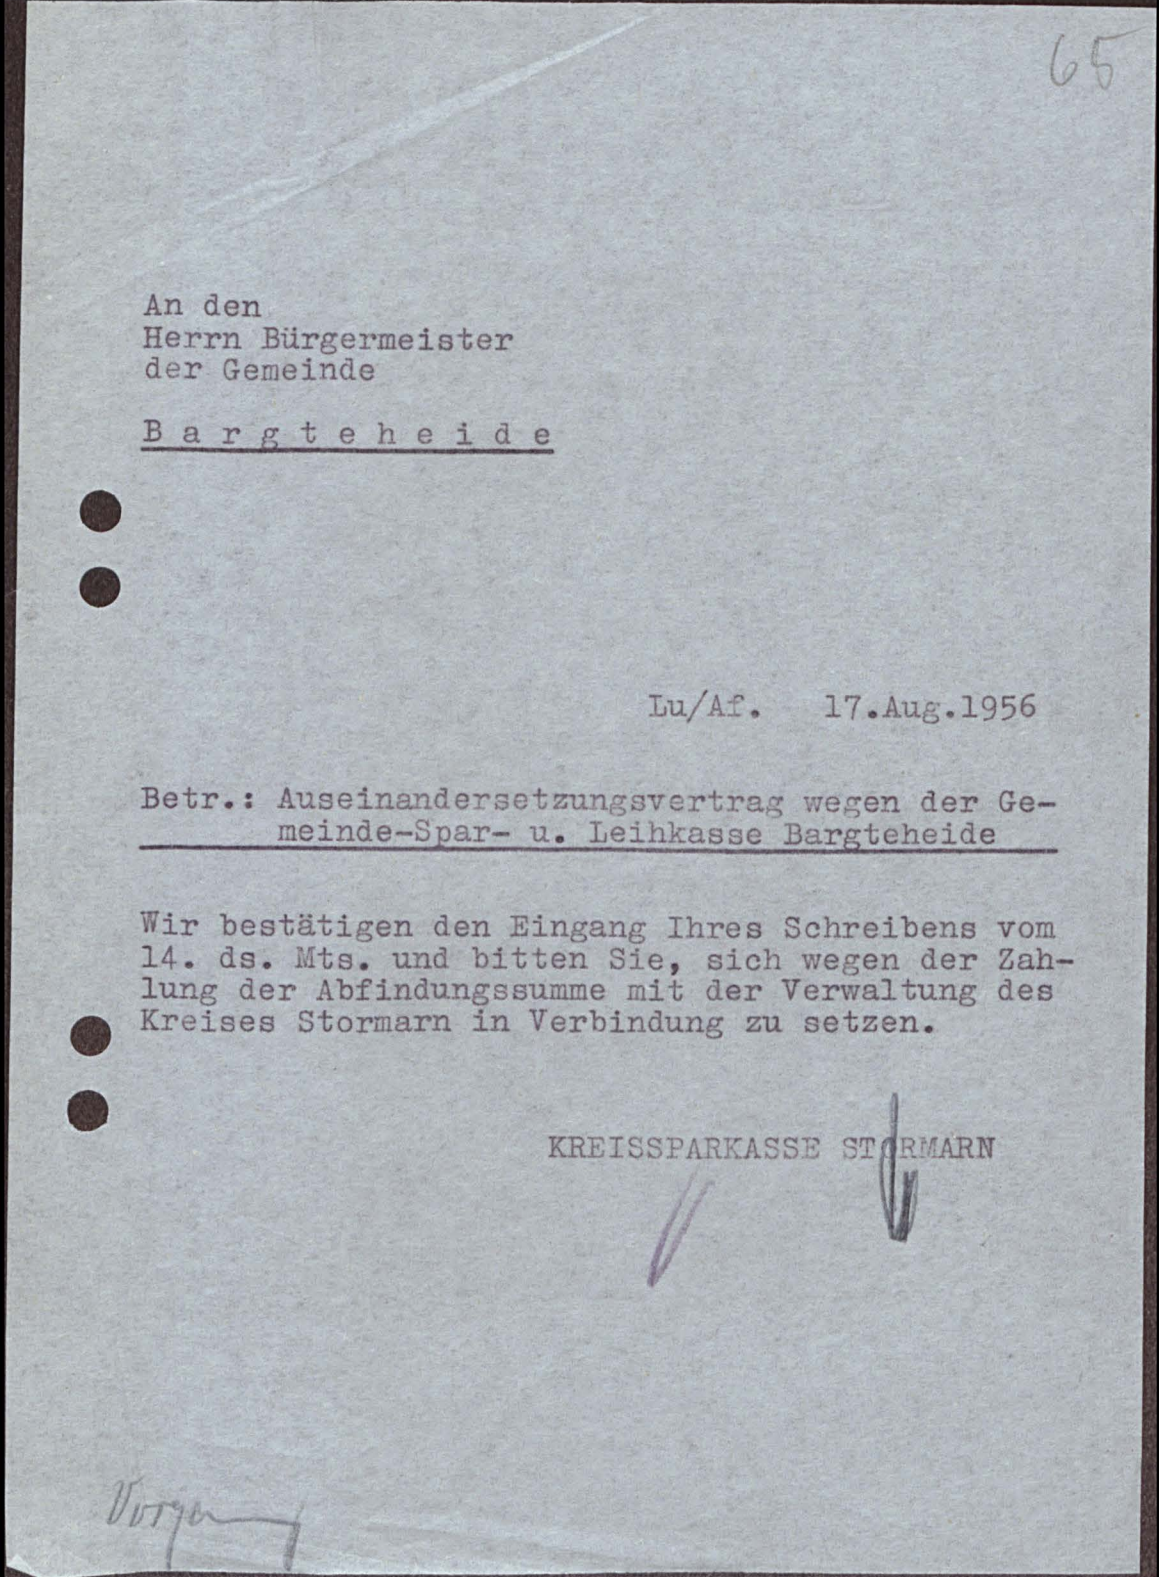 65
An den
Herrn Bürgermeister
der Gemeinde
B a r g t e h e i d e
Lu/Af. 17.Aug.1956
Betr.: Auseinandersetzungsvertrag wegen der Ge-
meinde-Spar- u. Leihkasse Bargteheide
Wir bestätigen den Eingang Ihres Schreibens vom
14. ds. Mts. und bitten Sie, sich wegen der Zah-
lung der Abfindungssumme mit der Verwaltung des
Kreises Stormarn in Verbindung zu setzen.
KREISSPARKASSE STORMARN